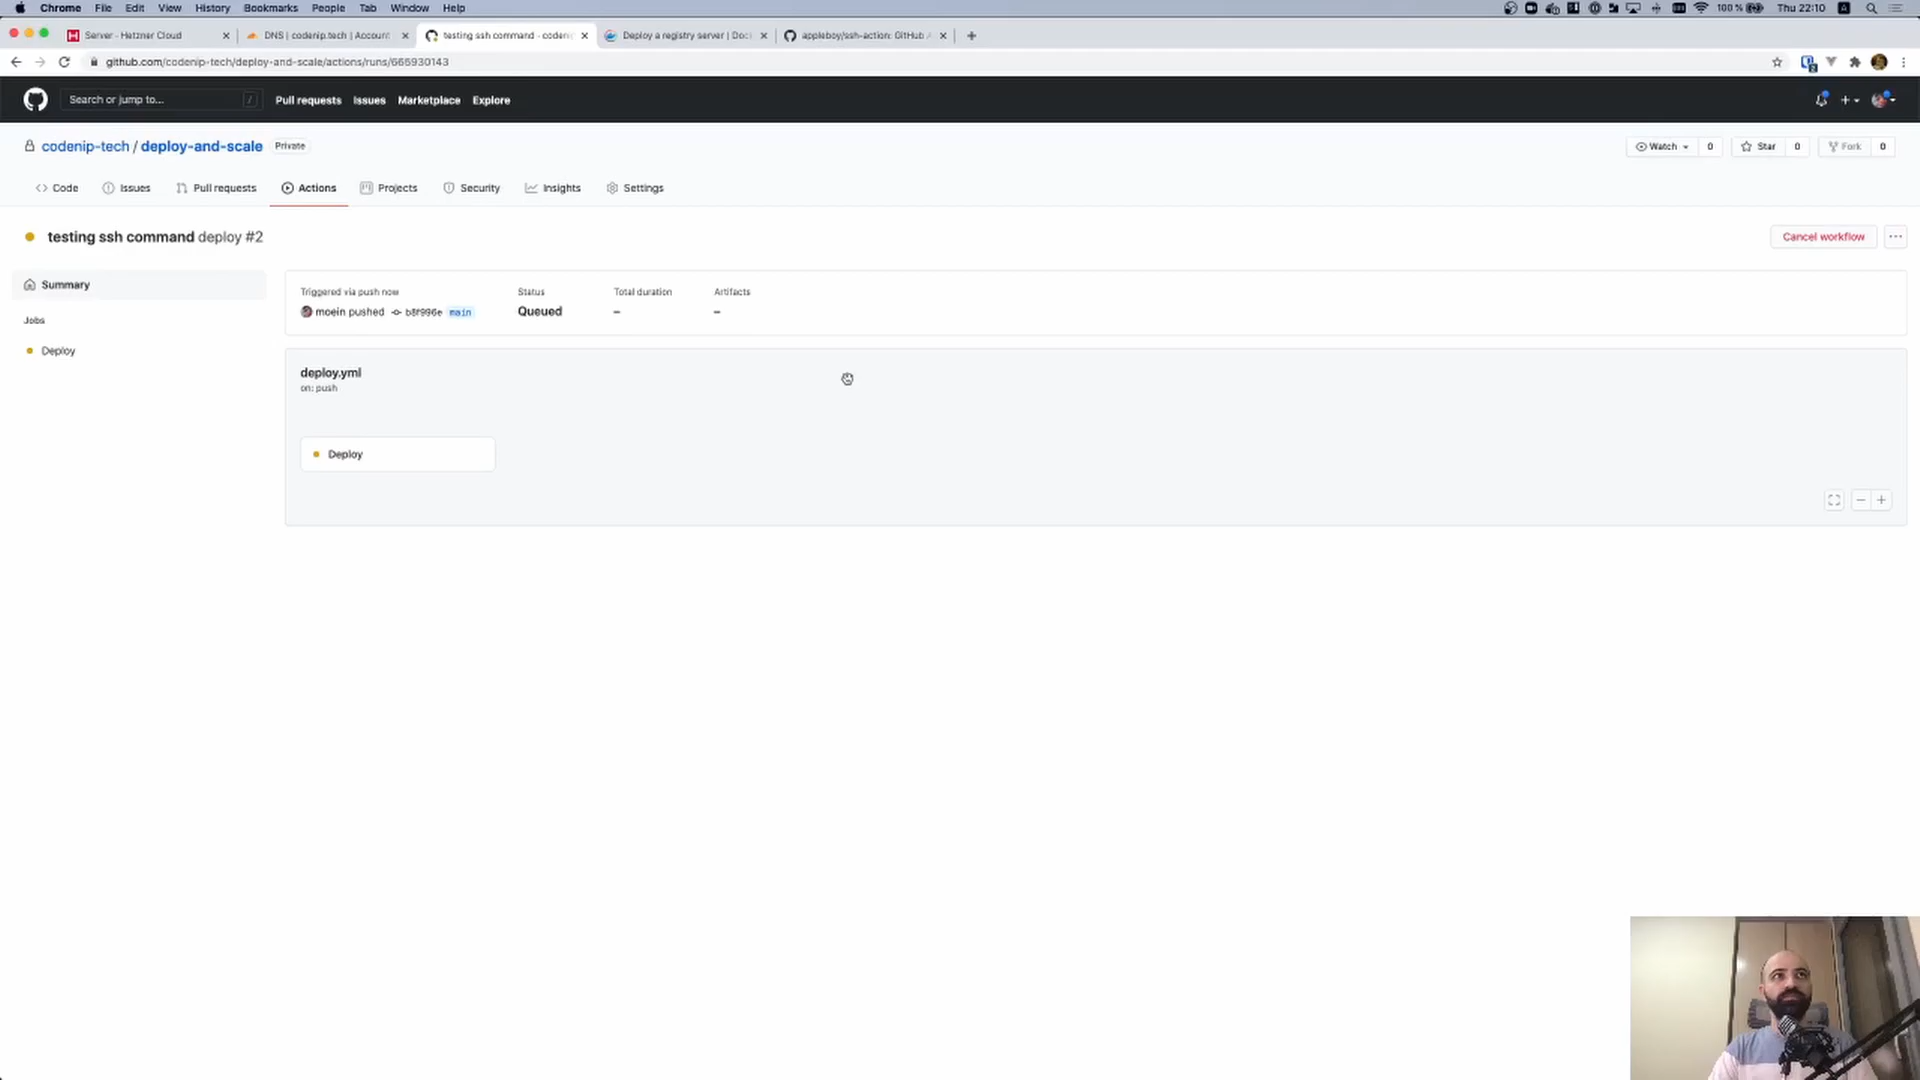 Chrome File Edit View History Bookmarks People Tab Window Help 100 % Thu 22:10
Server - Hetzner Cloud
DNS | codenip.tech | Account
testing ssh command - codeni
Deploy a registry server | Doc
appleboy/ssh-action: GitHub A
github.com/codenip-tech/deploy-and-scale/actions/runs/665930143
Search or jump to... / Pull requests Issues Marketplace Explore
codenip-tech / deploy-and-scale Private
Watch 0 Star 0 Fork 0
Code Issues Pull requests Actions Projects Security Insights Settings
testing ssh command deploy #2
Cancel workflow
Summary
Jobs
Deploy
Triggered via push now Status Total duration Artifacts
moein pushed b8f996e main Queued – –
deploy.yml
on: push
Deploy